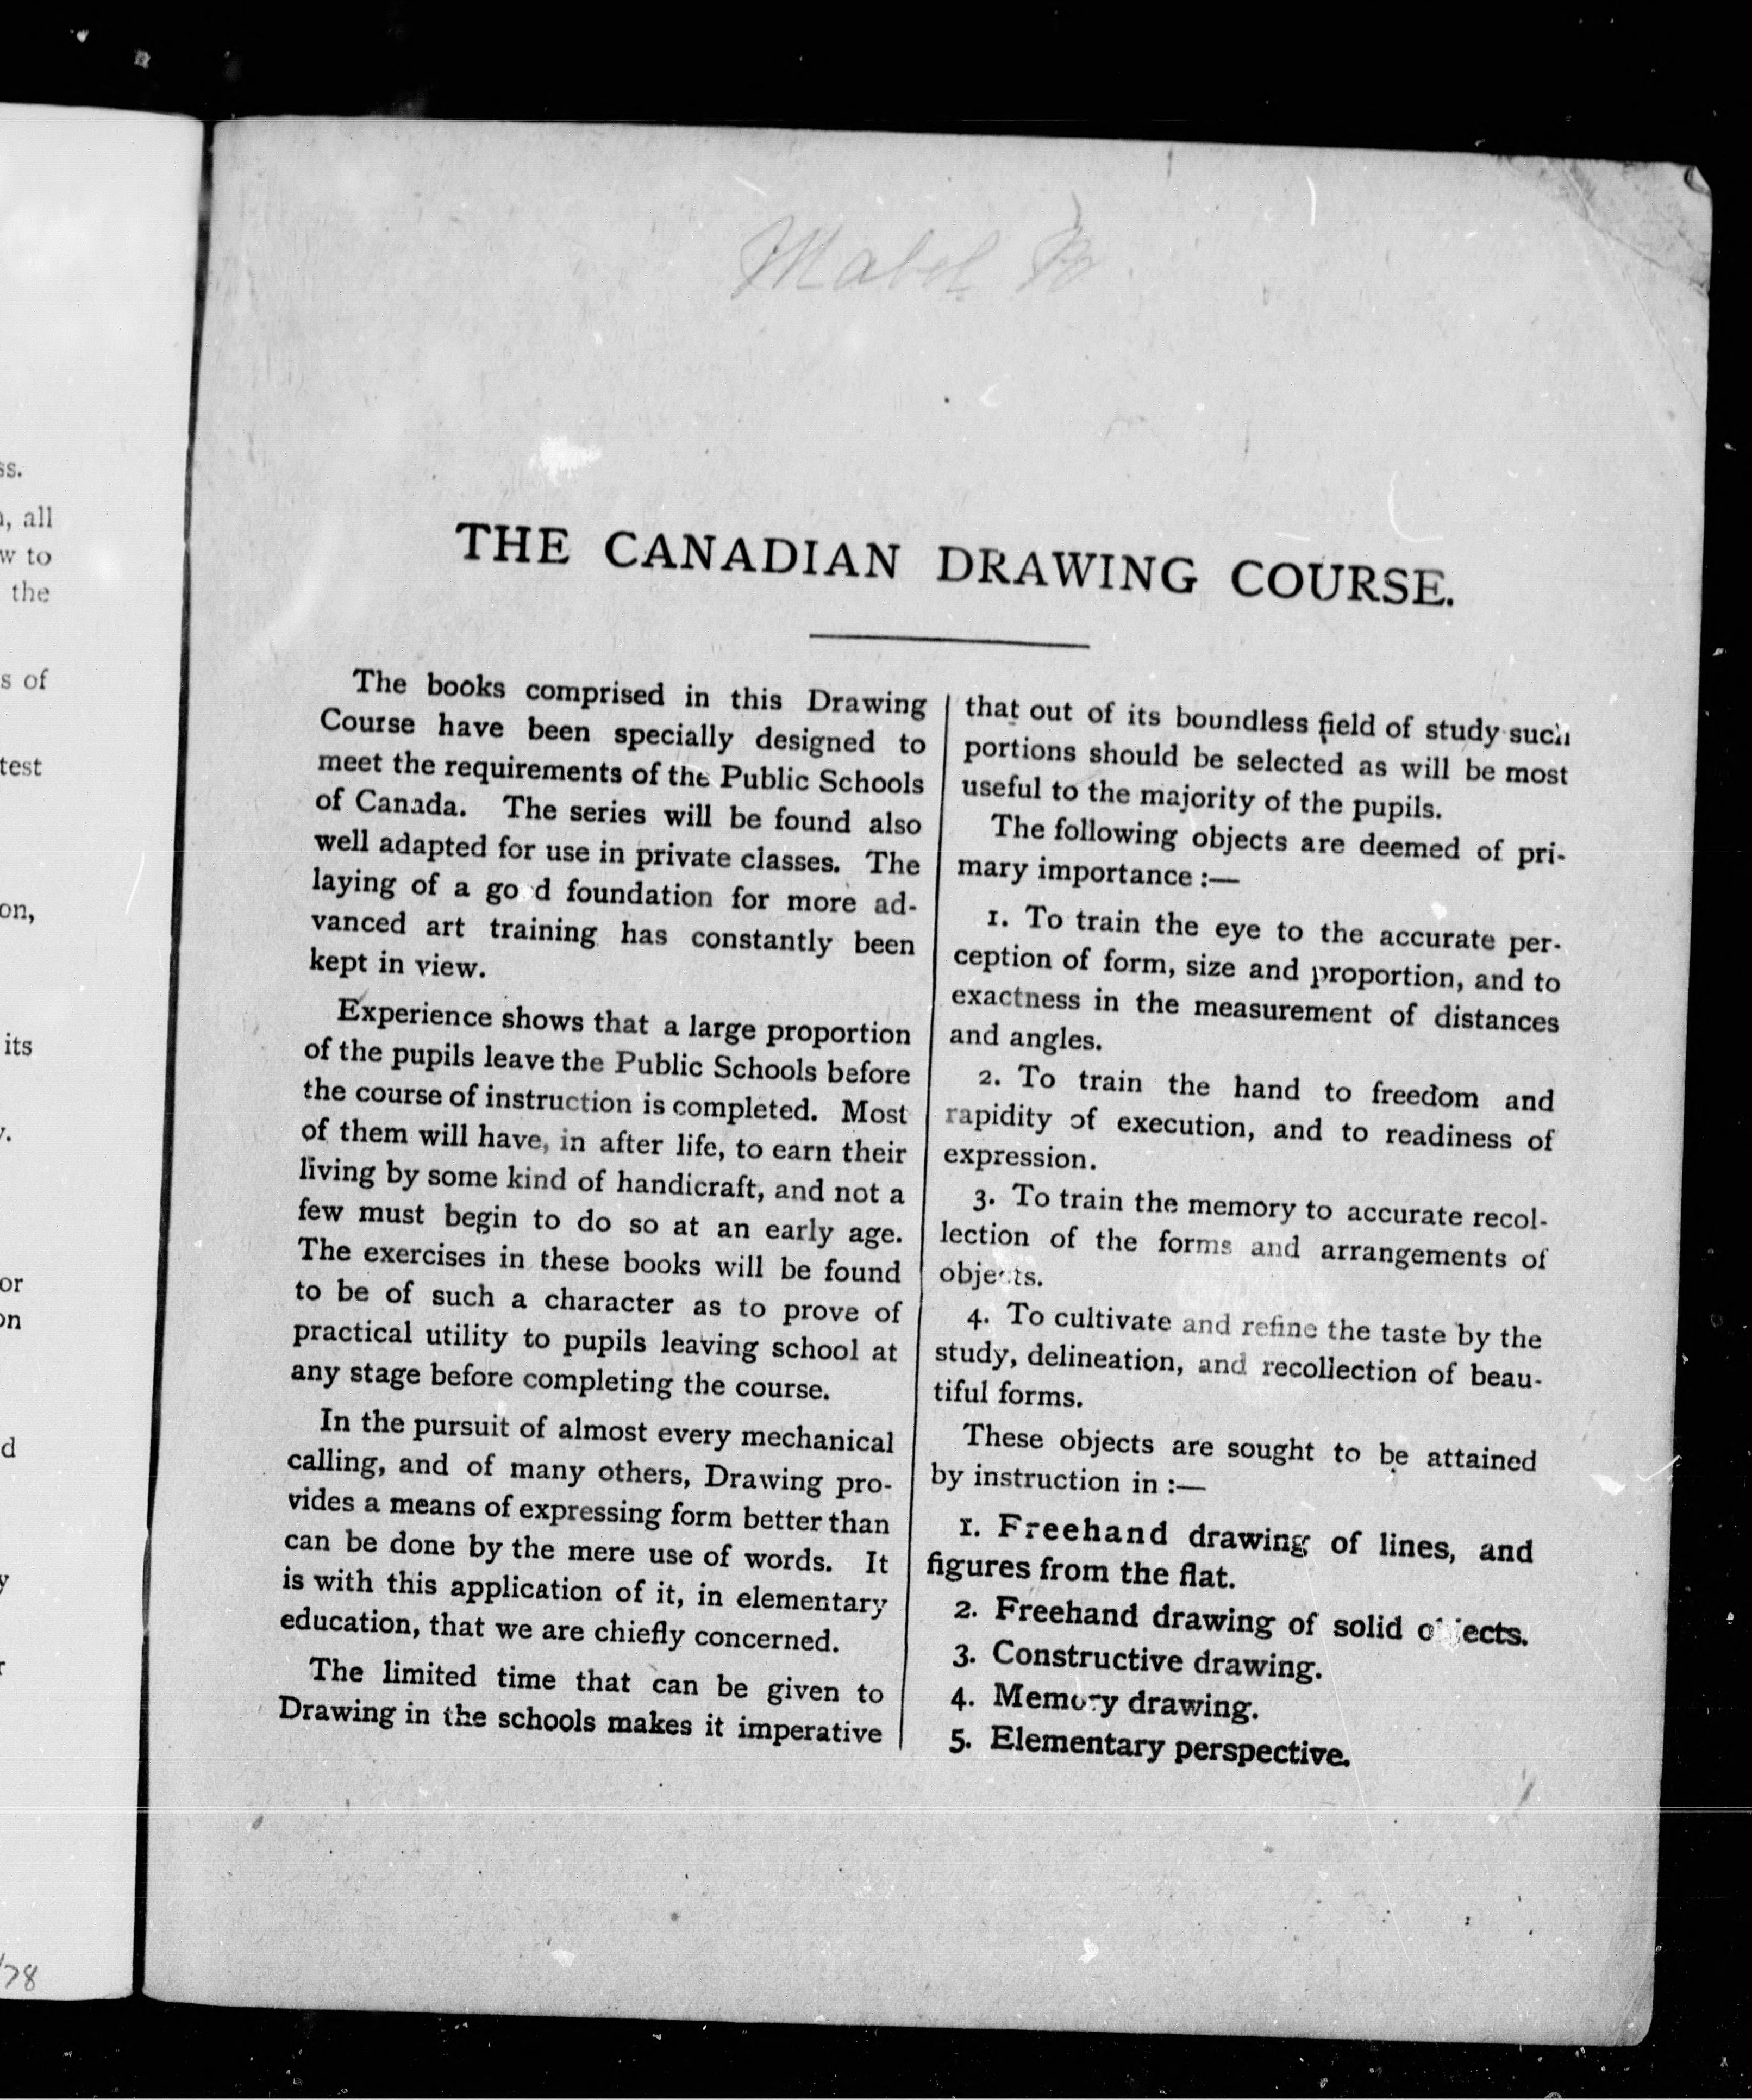 ss.
, all
w to
the
s of
test
on,
its
y.
or
on
d
y
r
/78
Mabel B
THE CANADIAN DRAWING COURSE.
The books comprised in this Drawing
Course have been specially designed to
meet the requirements of the Public Schools
of Canada. The series will be found also
well adapted for use in private classes. The
laying of a go d foundation for more ad-
vanced art training has constantly been
kept in view.
Experience shows that a large proportion
of the pupils leave the Public Schools before
the course of instruction is completed. Most
of them will have, in after life, to earn their
living by some kind of handicraft, and not a
few must begin to do so at an early age.
The exercises in these books will be found
to be of such a character as to prove of
practical utility to pupils leaving school at
any stage before completing the course.
In the pursuit of almost every mechanical
calling, and of many others, Drawing pro-
vides a means of expressing form better than
can be done by the mere use of words. It
is with this application of it, in elementary
education, that we are chiefly concerned.
The limited time that can be given to
Drawing in the schools makes it imperative
that out of its boundless field of study such
portions should be selected as will be most
useful to the majority of the pupils.
The following objects are deemed of pri-
mary importance :—
1. To train the eye to the accurate per-
ception of form, size and proportion, and to
exactness in the measurement of distances
and angles.
2. To train the hand to freedom and
rapidity of execution, and to readiness of
expression.
3. To train the memory to accurate recol-
lection of the forms and arrangements of
objects.
4. To cultivate and refine the taste by the
study, delineation, and recollection of beau-
tiful forms.
These objects are sought to be attained
by instruction in :—
1. Freehand drawing of lines, and
figures from the flat.
2. Freehand drawing of solid objects.
3. Constructive drawing.
4. Memory drawing.
5. Elementary perspective.